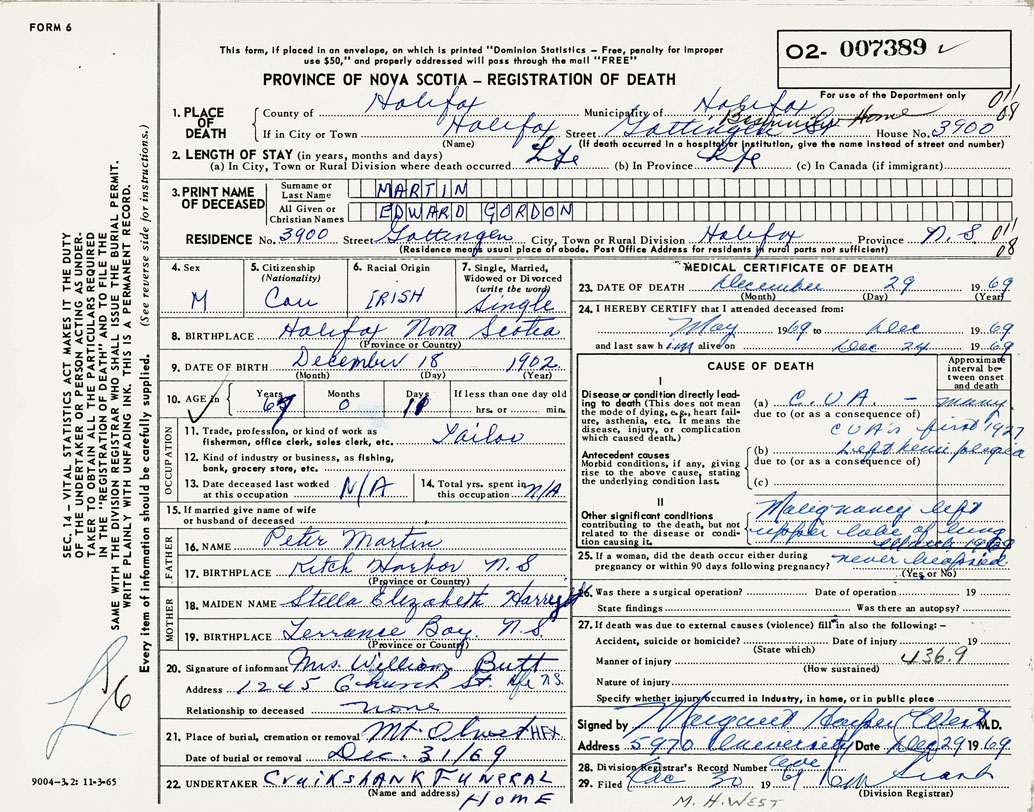 FORM 6
This form, if placed in an envelope, on which is printed "Dominion Statistics – Free, penalty for improper
use $50," and properly addressed will pass through the mail "FREE"
O2- 007389
PROVINCE OF NOVA SCOTIA – REGISTRATION OF DEATH
For use of the Department only
011
08
1. PLACE OF DEATH
County of Halifax Municipality of Halifax
If in City or Town Halifax Street Gottingen St House No. 3900
(Name) (If death occurred in a hospital or institution, give the name instead of street and number)
2. LENGTH OF STAY (in years, months and days)
(a) In City, Town or Rural Division where death occurred Life (b) In Province Life (c) In Canada (if immigrant)
3. PRINT NAME OF DECEASED
Surname or Last Name MARTIN
All Given or Christian Names EDWARD GORDON
RESIDENCE No. 3900 Street Gottingen City, Town or Rural Division Halifax Province N.S. 011
08
(Residence means usual place of abode. Post Office Address for residents in rural parts not sufficient)
4. Sex M
5. Citizenship (Nationality) Can
6. Racial Origin IRISH
7. Single, Married, Widowed or Divorced (write the word) Single
8. BIRTHPLACE Halifax Nova Scotia
(Province or Country)
9. DATE OF BIRTH December 18 1902
(Month) (Day) (Year)
10. AGE in Years 67 Months 0 Days 11 If less than one day old hrs. or min.
OCCUPATION
11. Trade, profession, or kind of work as fisherman, office clerk, sales clerk, etc. Tailor
12. Kind of industry or business, as fishing, bank, grocery store, etc.
13. Date deceased last worked at this occupation N/A
14. Total yrs. spent in this occupation N/A
15. If married give name of wife or husband of deceased
FATHER
16. NAME Peter Martin
17. BIRTHPLACE Ketch Harbor N.S
(Province or Country)
MOTHER
18. MAIDEN NAME Stella Elizabeth
19. BIRTHPLACE Terrance Bay. N.S.
(Province or Country)
20. Signature of informant Mrs. William Butt
Address 1245 Church St. Hfx N.S.
Relationship to deceased none
21. Place of burial, cremation or removal Mt. Olivet HFX
Date of burial or removal Dec. 31/69
22. UNDERTAKER CRUIKSHANK FUNERAL
(Name and address) HOME
MEDICAL CERTIFICATE OF DEATH
23. DATE OF DEATH December 29 1969
(Month) (Day) (Year)
24. I HEREBY CERTIFY that I attended deceased from:
May 1969 to Dec 1969
and last saw him alive on Dec 24 1969
CAUSE OF DEATH
Approximate interval between onset and death
I
Disease or condition directly leading to death (This does not mean the mode of dying, e.g., heart failure, asthenia, etc. It means the disease, injury, or complication which caused death.)
(a) C.V.A. – many.
due to (or as a consequence of) CVA's first 1927
Antecedent causes
Morbid conditions, if any, giving rise to the above cause, stating the underlying condition last.
(b) Left hemiplegia
due to (or as a consequence of)
(c)
II
Other significant conditions contributing to the death, but not related to the disease or condition causing it.
Malignancy left
upper lobe of lung
never biopsied
25. If a woman, did the death occur either during pregnancy or within 90 days following pregnancy?
(Yes or No)
26. Was there a surgical operation? Date of operation 19
State findings Was there an autopsy?
27. If death was due to external causes (violence) fill in also the following: –
Accident, suicide or homicide? Date of injury 19
(State which)
Manner of injury 436.9
(How sustained)
Nature of injury
Specify whether injury occurred in industry, in home, or in public place
Signed by Margaret M.D.
Address 5970 University Date Dec 29 1969
28. Division Registrar's Record Number
29. Filed Dec 30 1969
(Division Registrar)
M. H. WEST
SEC. 14 – VITAL STATISTICS ACT MAKES IT THE DUTY
OF THE UNDERTAKER OR PERSON ACTING AS UNDER-
TAKER TO OBTAIN ALL THE PARTICULARS REQUIRED
IN THE "REGISTRATION OF DEATH" AND TO FILE THE
SAME WITH THE DIVISION REGISTRAR WHO SHALL ISSUE THE BURIAL PERMIT.
WRITE PLAINLY WITH UNFADING INK. THIS IS A PERMANENT RECORD.
Every item of information should be carefully supplied. (See reverse side for instructions.)
9004-3.2: 11-3-65